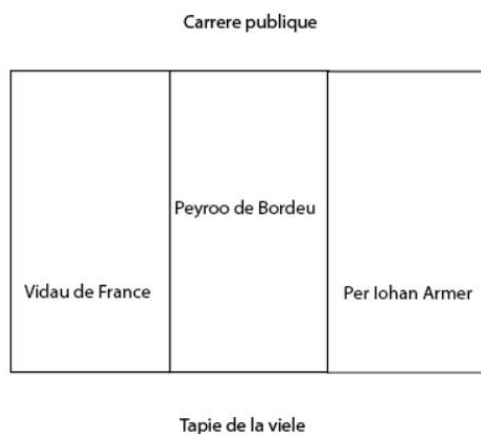 Carrere publique
Peyroo de Bordeu
Vidau de France
Per Iohan Armer
Tapie de la viele